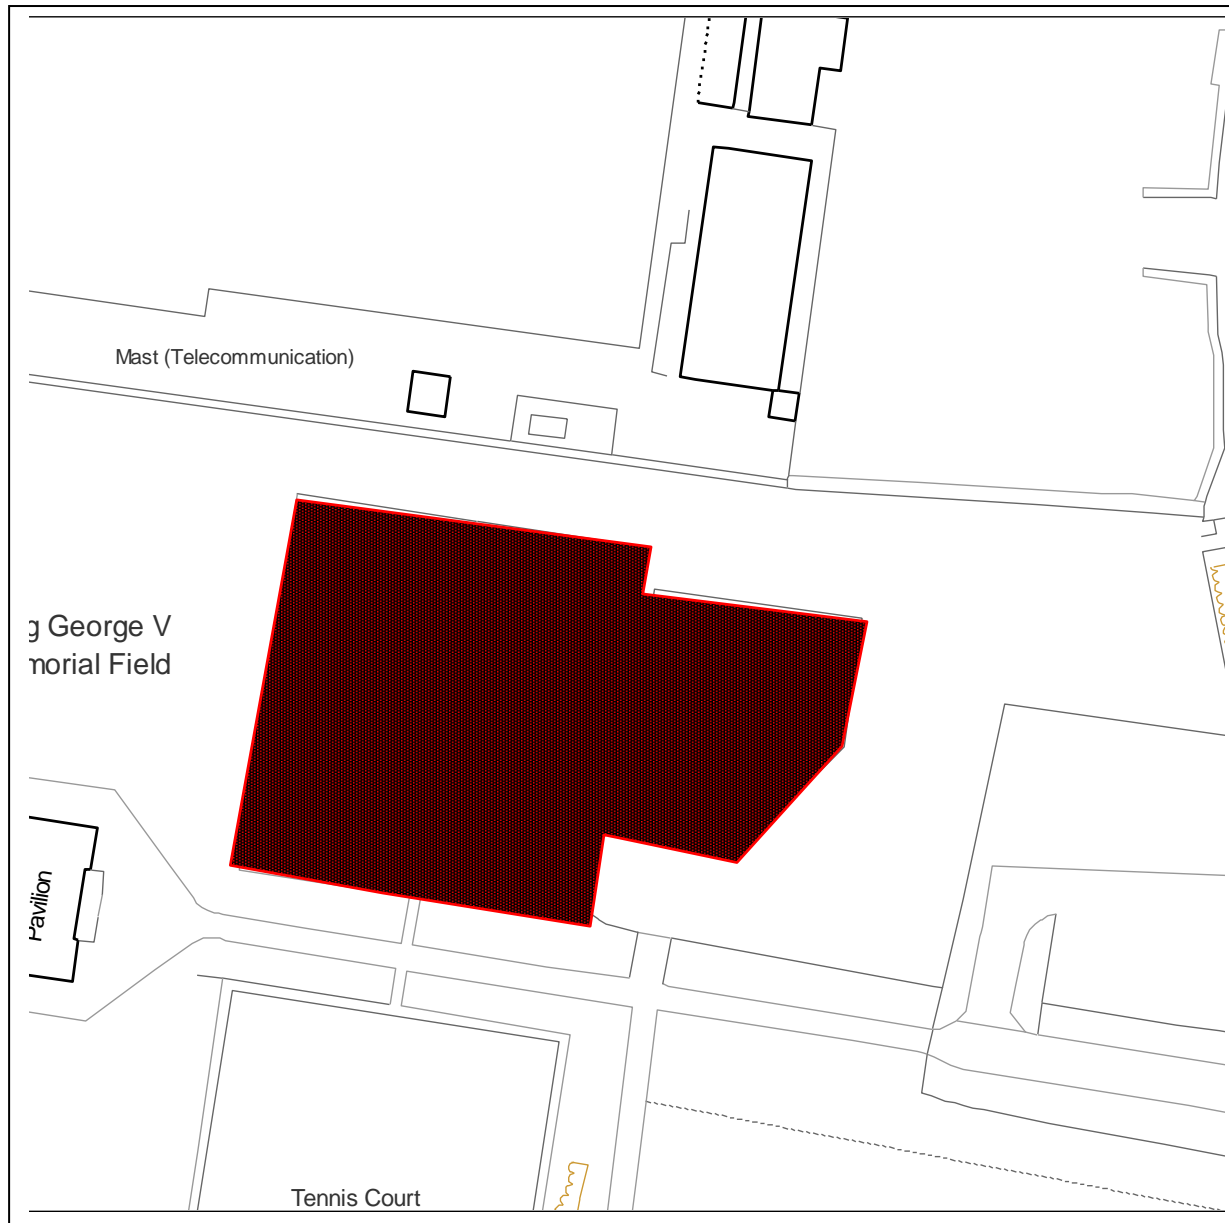 Mast (Telecommunication)
g George V
morial Field
Pavilion
Tennis Court